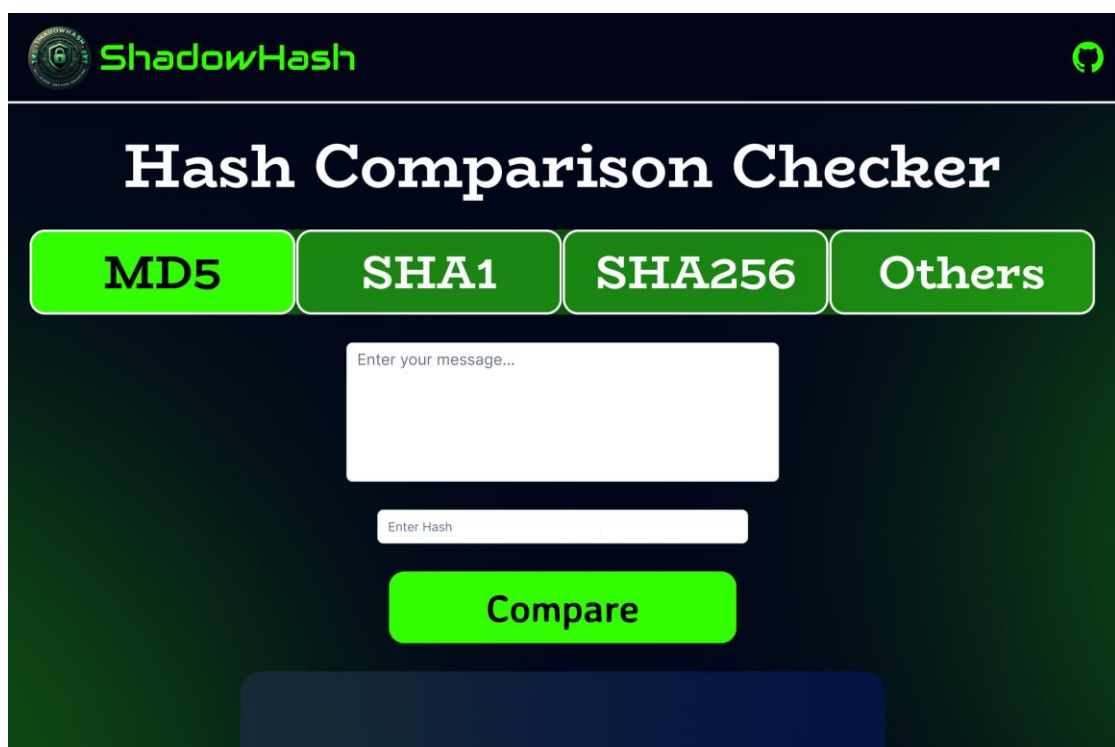 ShadowHash
Hash Comparison Checker
MD5 SHA1 SHA256 Others
Enter your message...
Enter Hash
Compare